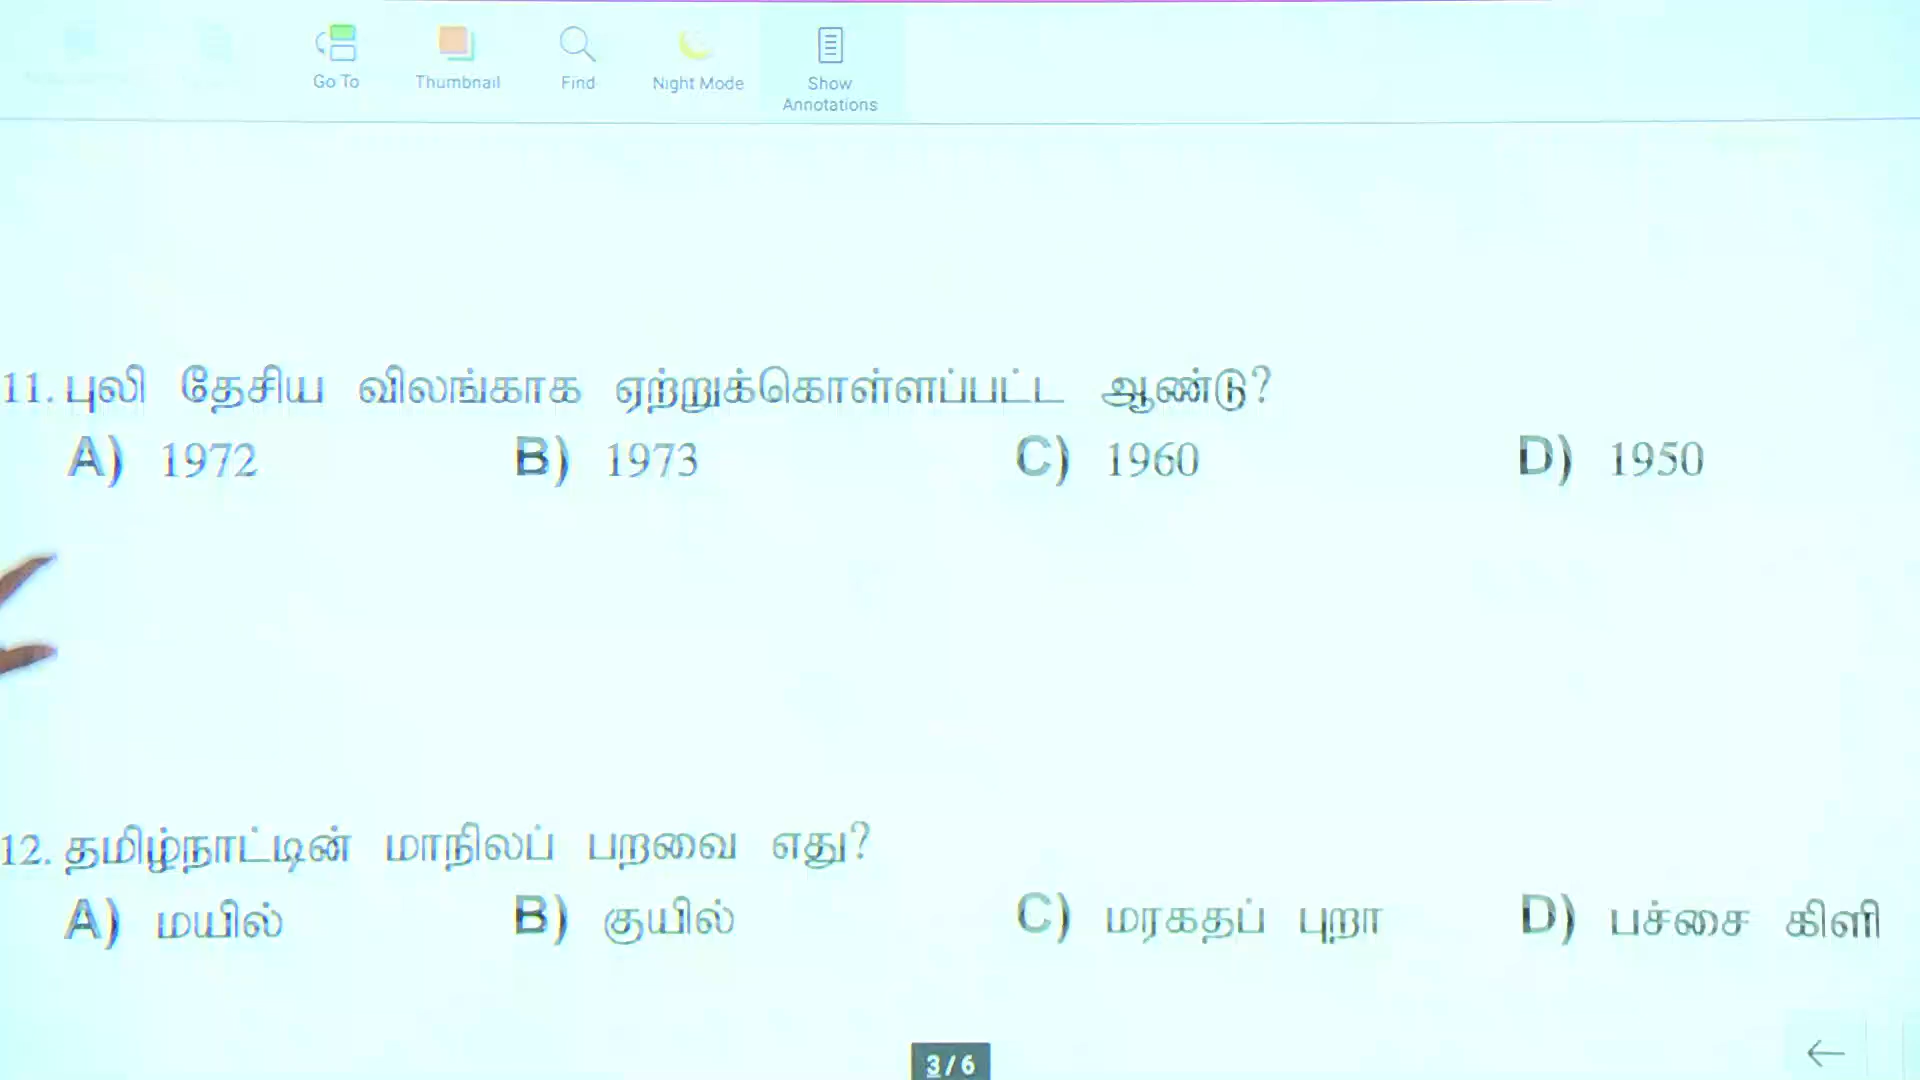 Go To
Thumbnail
Find
Night Mode
Show
Annotations
11. புலி தேசிய விலங்காக ஏற்றுக்கொள்ளப்பட்ட ஆண்டு?
A) 1972 B) 1973 C) 1960 D) 1950
12. தமிழ்நாட்டின் மாநிலப் பறவை எது?
A) மயில் B) குயில் C) மரகதப் புறா D) பச்சை கிளி
3 / 6